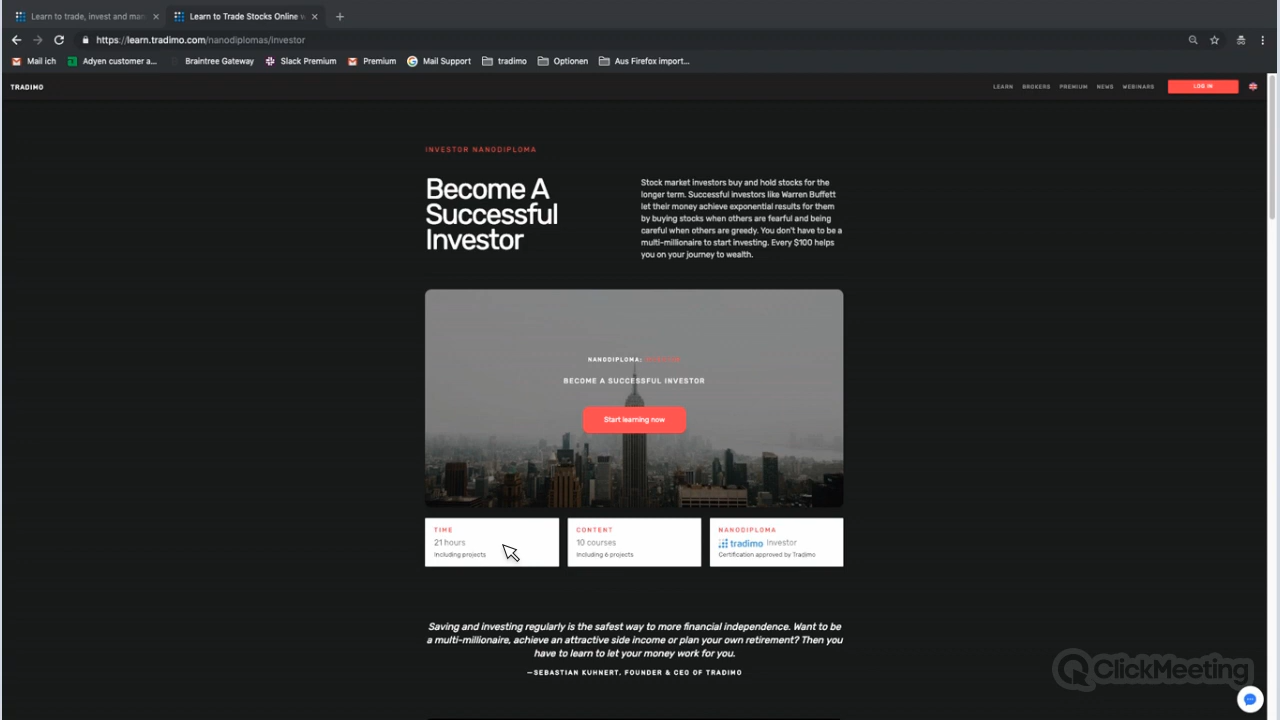 Learn to trade, invest and man
Learn to Trade Stocks Online w
https://learn.tradimo.com/nanodiplomas/investor
Mail ich
Adyen customer a...
Braintree Gateway
Slack Premium
Premium
Mail Support
tradimo
Optionen
Aus Firefox import...
TRADIMO
LEARN
BROKERS
PREMIUM
NEWS
WEBINARS
LOG IN
INVESTOR NANODIPLOMA
Become A
Successful
Investor
Stock market investors buy and hold stocks for the
longer term. Successful investors like Warren Buffett
let their money achieve exponential results for them
by buying stocks when others are fearful and being
careful when others are greedy. You don't have to be a
multi-millionaire to start investing. Every $100 helps
you on your journey to wealth.
NANODIPLOMA:
BECOME A SUCCESSFUL INVESTOR
Start learning now
TIME
21 hours
Including projects
CONTENT
10 courses
Including 6 projects
NANODIPLOMA
tradimo Investor
Certification approved by Tradimo
Saving and investing regularly is the safest way to more financial independence. Want to be
a multi-millionaire, achieve an attractive side income or plan your own retirement? Then you
have to learn to let your money work for you.
—SEBASTIAN KUHNERT, FOUNDER & CEO OF TRADIMO
ClickMeeting